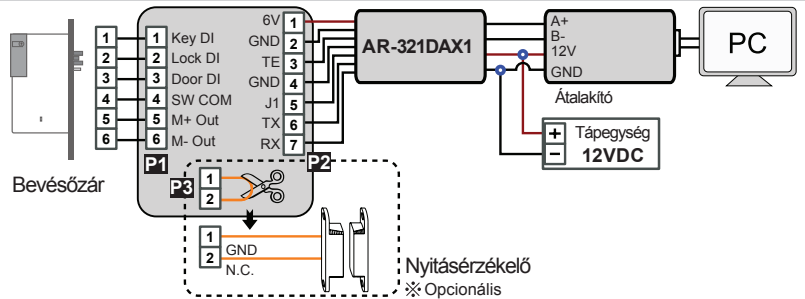 1 1 Key DI
2 2 Lock DI
3 3 Door DI
4 4 SW COM
5 5 M+ Out
6 6 M- Out
P1
6V 1
GND 2
TE 3
GND 4
J1 5
TX 6
RX 7
P2
AR-321DAX1
A+
B-
12V
GND
Átalakító
PC
+ Tápegység
− 12VDC
Bevésőzár
P3
1
2
1 GND
2 N.C.
Nyitásérzékelő
※ Opcionális